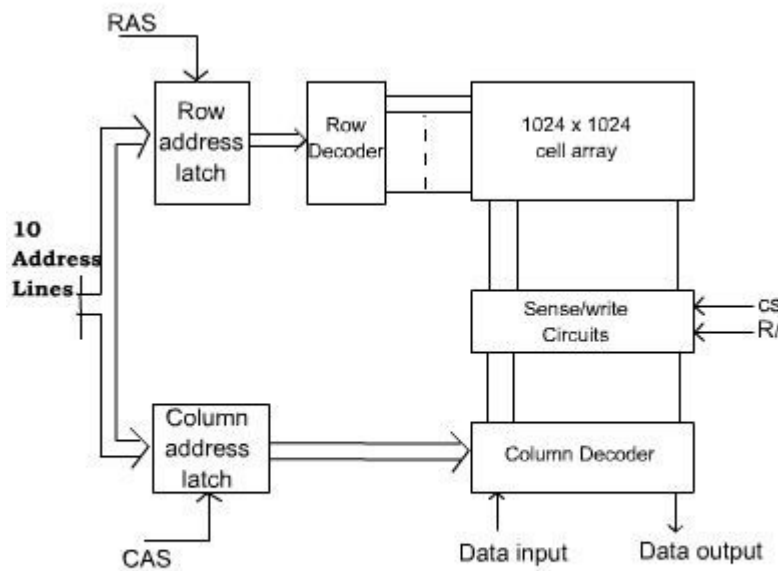 RAS
Row
address
latch
Row
Decoder
1024 x 1024
cell array
10
Address
Lines
Sense/write
Circuits
cs
R/
Column
address
latch
Column Decoder
CAS
Data input
Data output